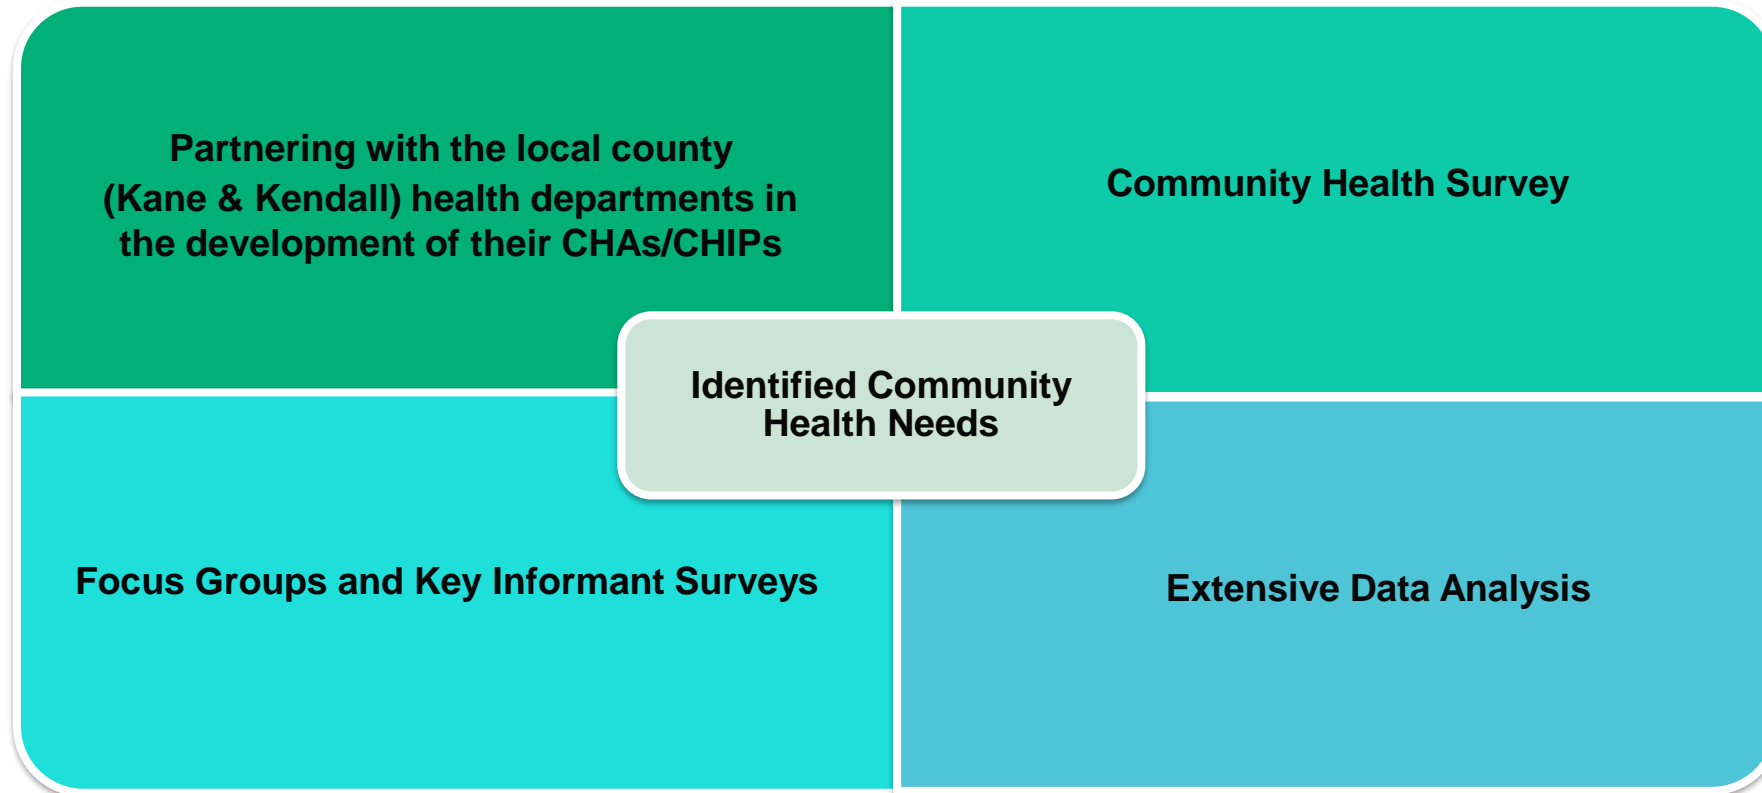 Partnering with the local county
(Kane & Kendall) health departments in
the development of their CHAs/CHIPs
Community Health Survey
Identified Community
Health Needs
Focus Groups and Key Informant Surveys
Extensive Data Analysis